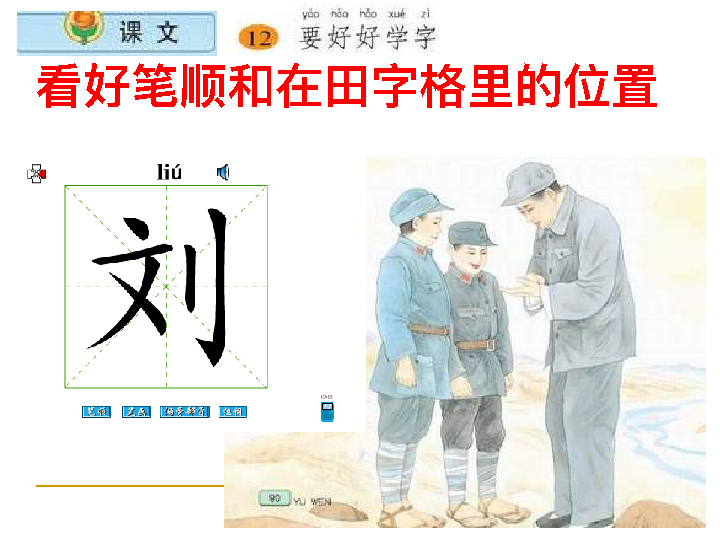 课 文
yào hǎo hǎo xué zì
12 要好好学字
看好笔顺和在田字格里的位置
liú
刘
90 YU WEN